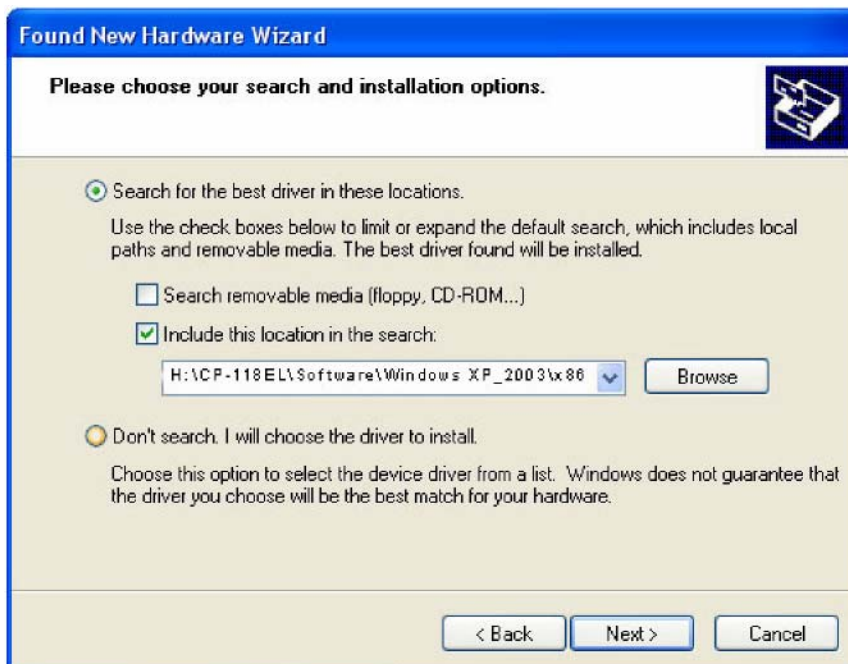 Found New Hardware Wizard
Please choose your search and installation options.
Search for the best driver in these locations.
Use the check boxes below to limit or expand the default search, which includes local
paths and removable media. The best driver found will be installed.
Search removable media (floppy, CD-ROM...)
Include this location in the search:
H:\CP-118EL\Software\Windows XP_2003\x86
Browse
Don't search. I will choose the driver to install.
Choose this option to select the device driver from a list. Windows does not guarantee that
the driver you choose will be the best match for your hardware.
< Back
Next >
Cancel